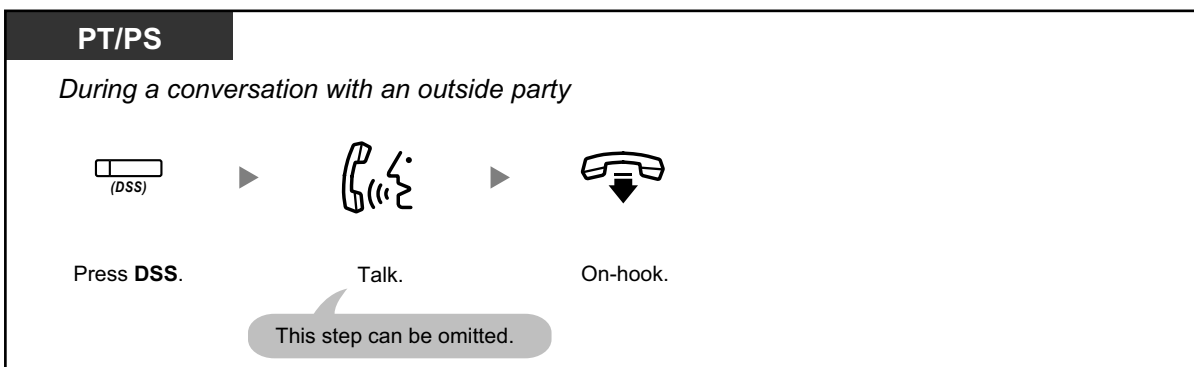 PT/PS
During a conversation with an outside party
(DSS)
Press DSS.
Talk.
On-hook.
This step can be omitted.